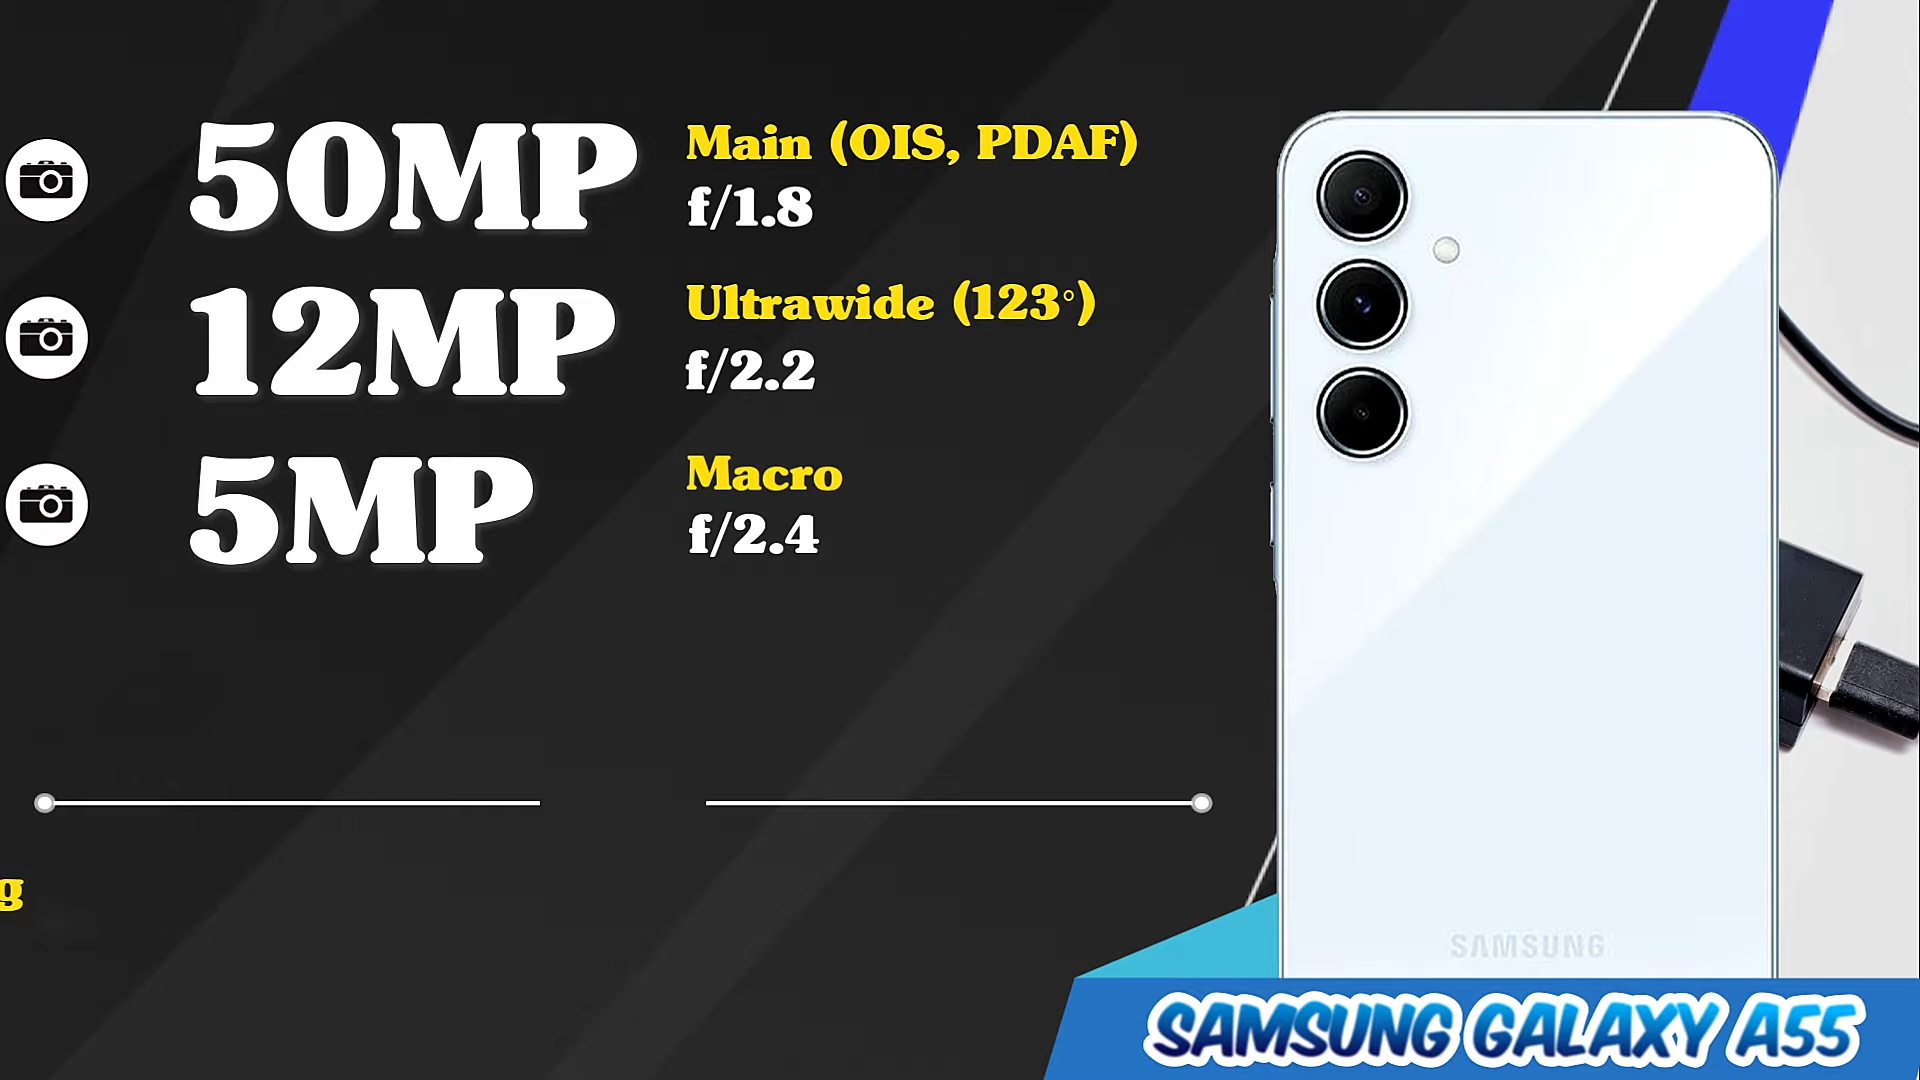 50MP
Main (OIS, PDAF)
f/1.8
12MP
Ultrawide (123°)
f/2.2
5MP
Macro
f/2.4
g
SAMSUNG
SAMSUNG GALAXY A55